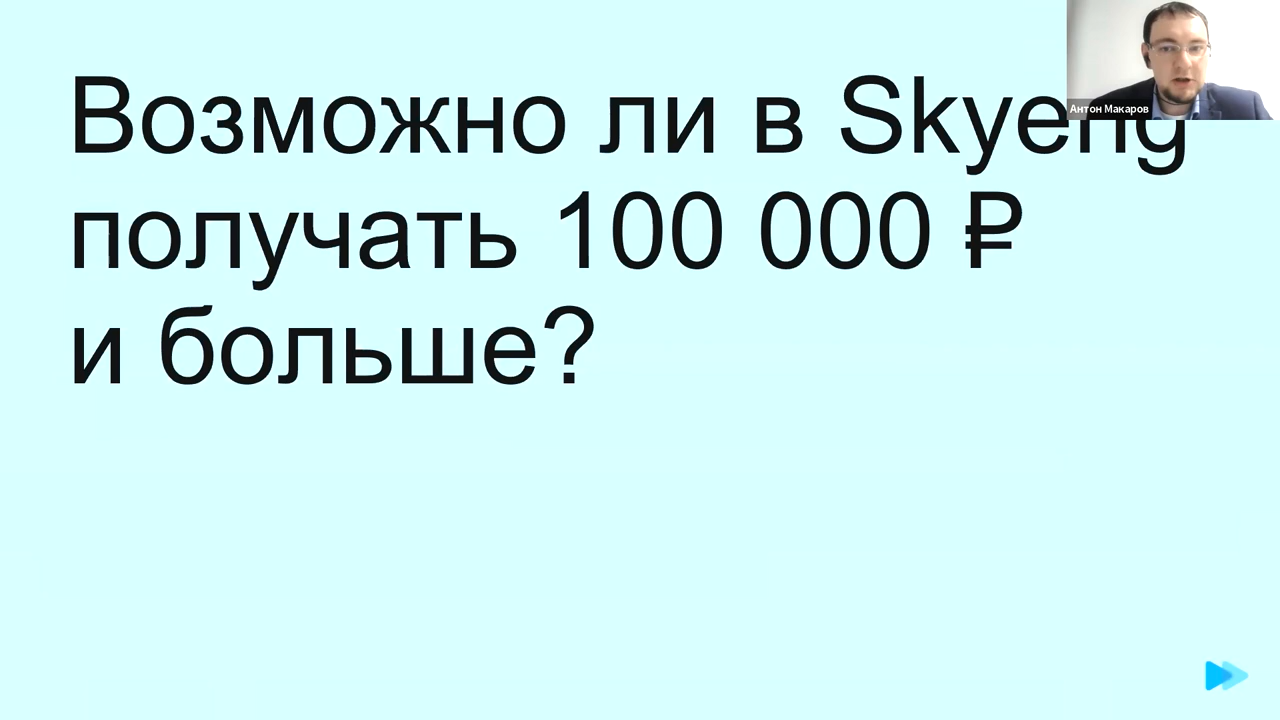 Возможно ли в Skyeng
получать 100 000 ₽
и больше?
Антон Макаров